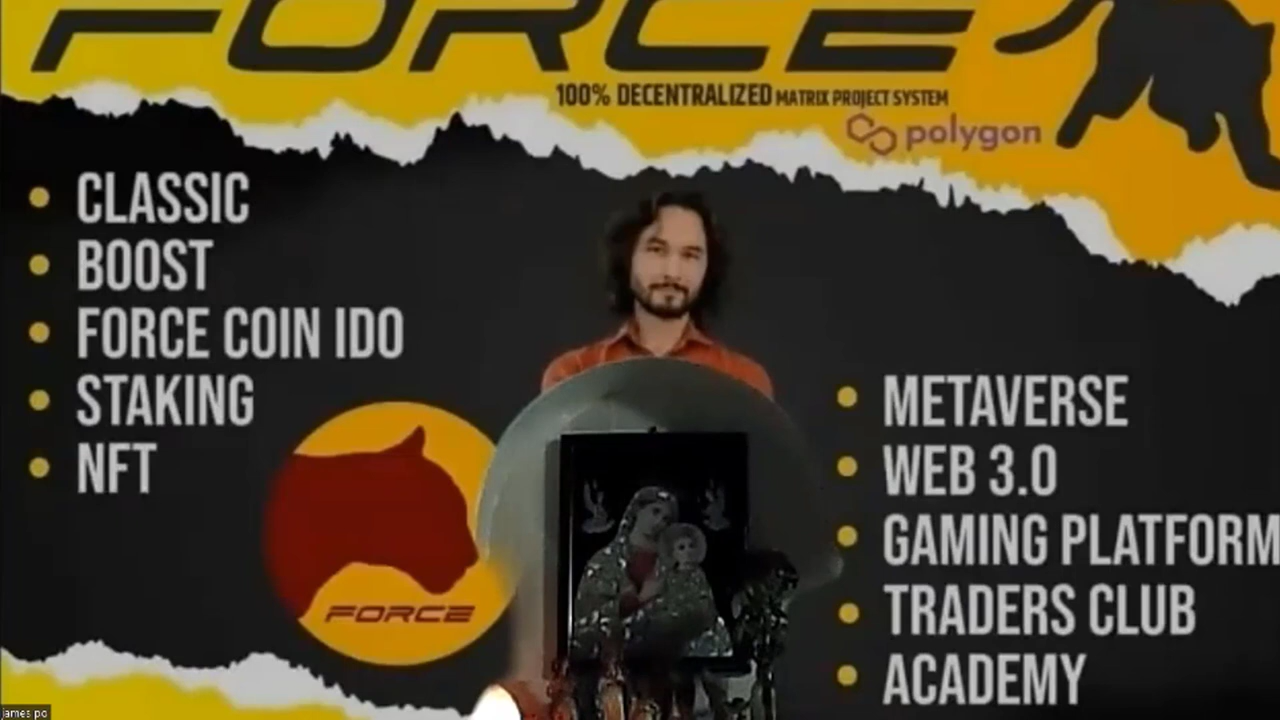 FORCE
100% DECENTRALIZED MATRIX PROJECT SYSTEM
polygon
CLASSIC
BOOST
FORCE COIN IDO
STAKING
NFT
FORCE
METAVERSE
WEB 3.0
GAMING PLATFORM
TRADERS CLUB
ACADEMY
james po